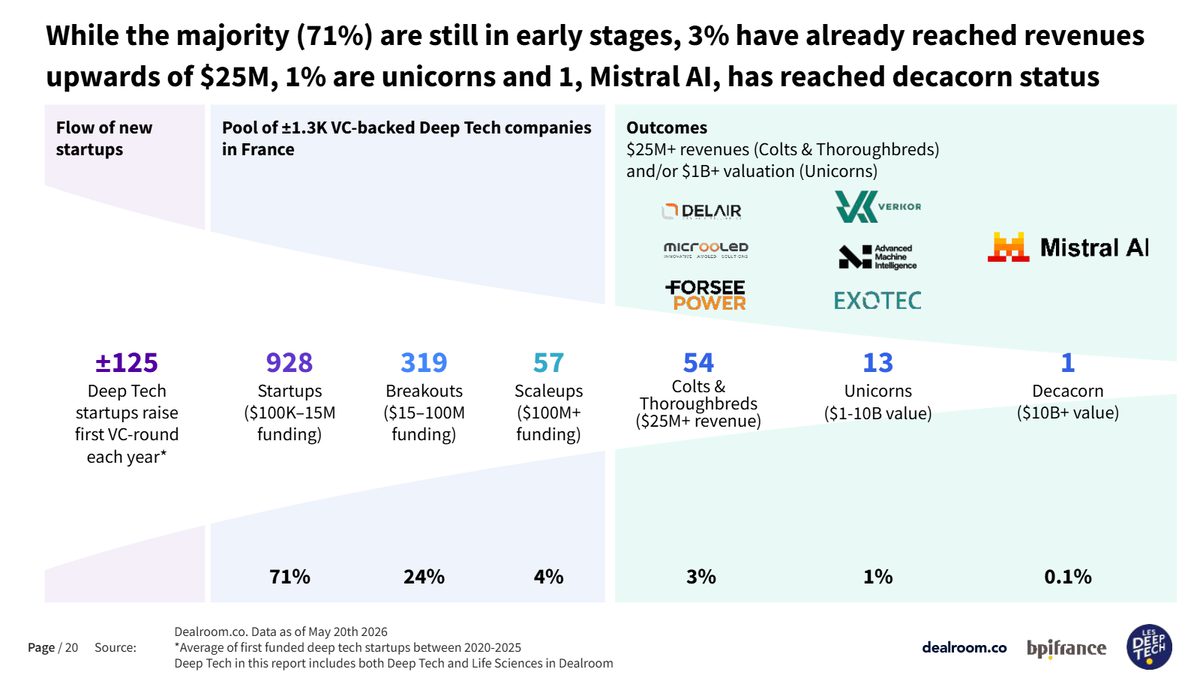 While the majority (71%) are still in early stages, 3% have already reached revenues
upwards of $25M, 1% are unicorns and 1, Mistral AI, has reached decacorn status
Flow of new
startups
Pool of ±1.3K VC-backed Deep Tech companies
in France
Outcomes
$25M+ revenues (Colts & Thoroughbreds)
and/or $1B+ valuation (Unicorns)
DELAIR
MICROOLED
INNOVATIVE AMOLED SOLUTIONS
FORSEE
POWER
VERKOR
Advanced
Machine
Intelligence
EXOTEC
Mistral AI
±125
Deep Tech
startups raise
first VC-round
each year*
928
Startups
($100K–15M
funding)
319
Breakouts
($15–100M
funding)
57
Scaleups
($100M+
funding)
54
Colts &
Thoroughbreds
($25M+ revenue)
13
Unicorns
($1-10B value)
1
Decacorn
($10B+ value)
71%
24%
4%
3%
1%
0.1%
Page / 20
Source:
Dealroom.co. Data as of May 20th 2026
*Average of first funded deep tech startups between 2020-2025
Deep Tech in this report includes both Deep Tech and Life Sciences in Dealroom
dealroom.co
bpifrance
LES
DEEP
TECH